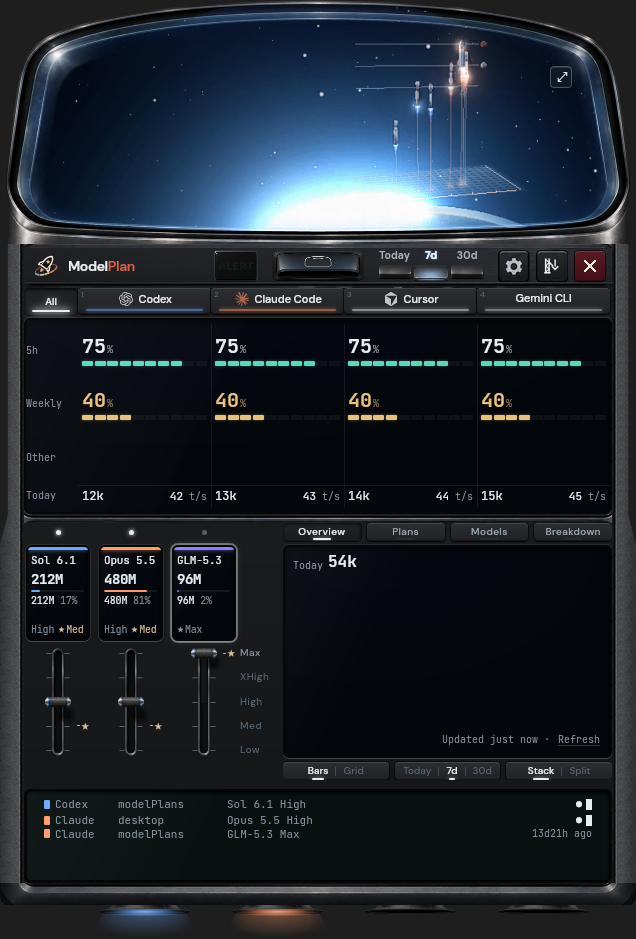 ModelPlan
ALERT
Today 7d 30d
All
1 Codex
2 Claude Code
3 Cursor
4 Gemini CLI
5h 75% 75% 75% 75%
Weekly 40% 40% 40% 40%
Other
Today 12k 42 t/s 13k 43 t/s 14k 44 t/s 15k 45 t/s
Overview Plans Models Breakdown
Sol 6.1 Opus 5.5 GLM-5.3
212M 480M 96M
212M 17% 480M 81% 96M 2%
High ★Med High ★Med ★Max
-★ Max
XHigh
High
-★ -★ Med
Low
Today 54k
Updated just now · Refresh
Bars | Grid Today | 7d | 30d Stack | Split
Codex modelPlans Sol 6.1 High
Claude desktop Opus 5.5 High
Claude modelPlans GLM-5.3 Max 13d21h ago